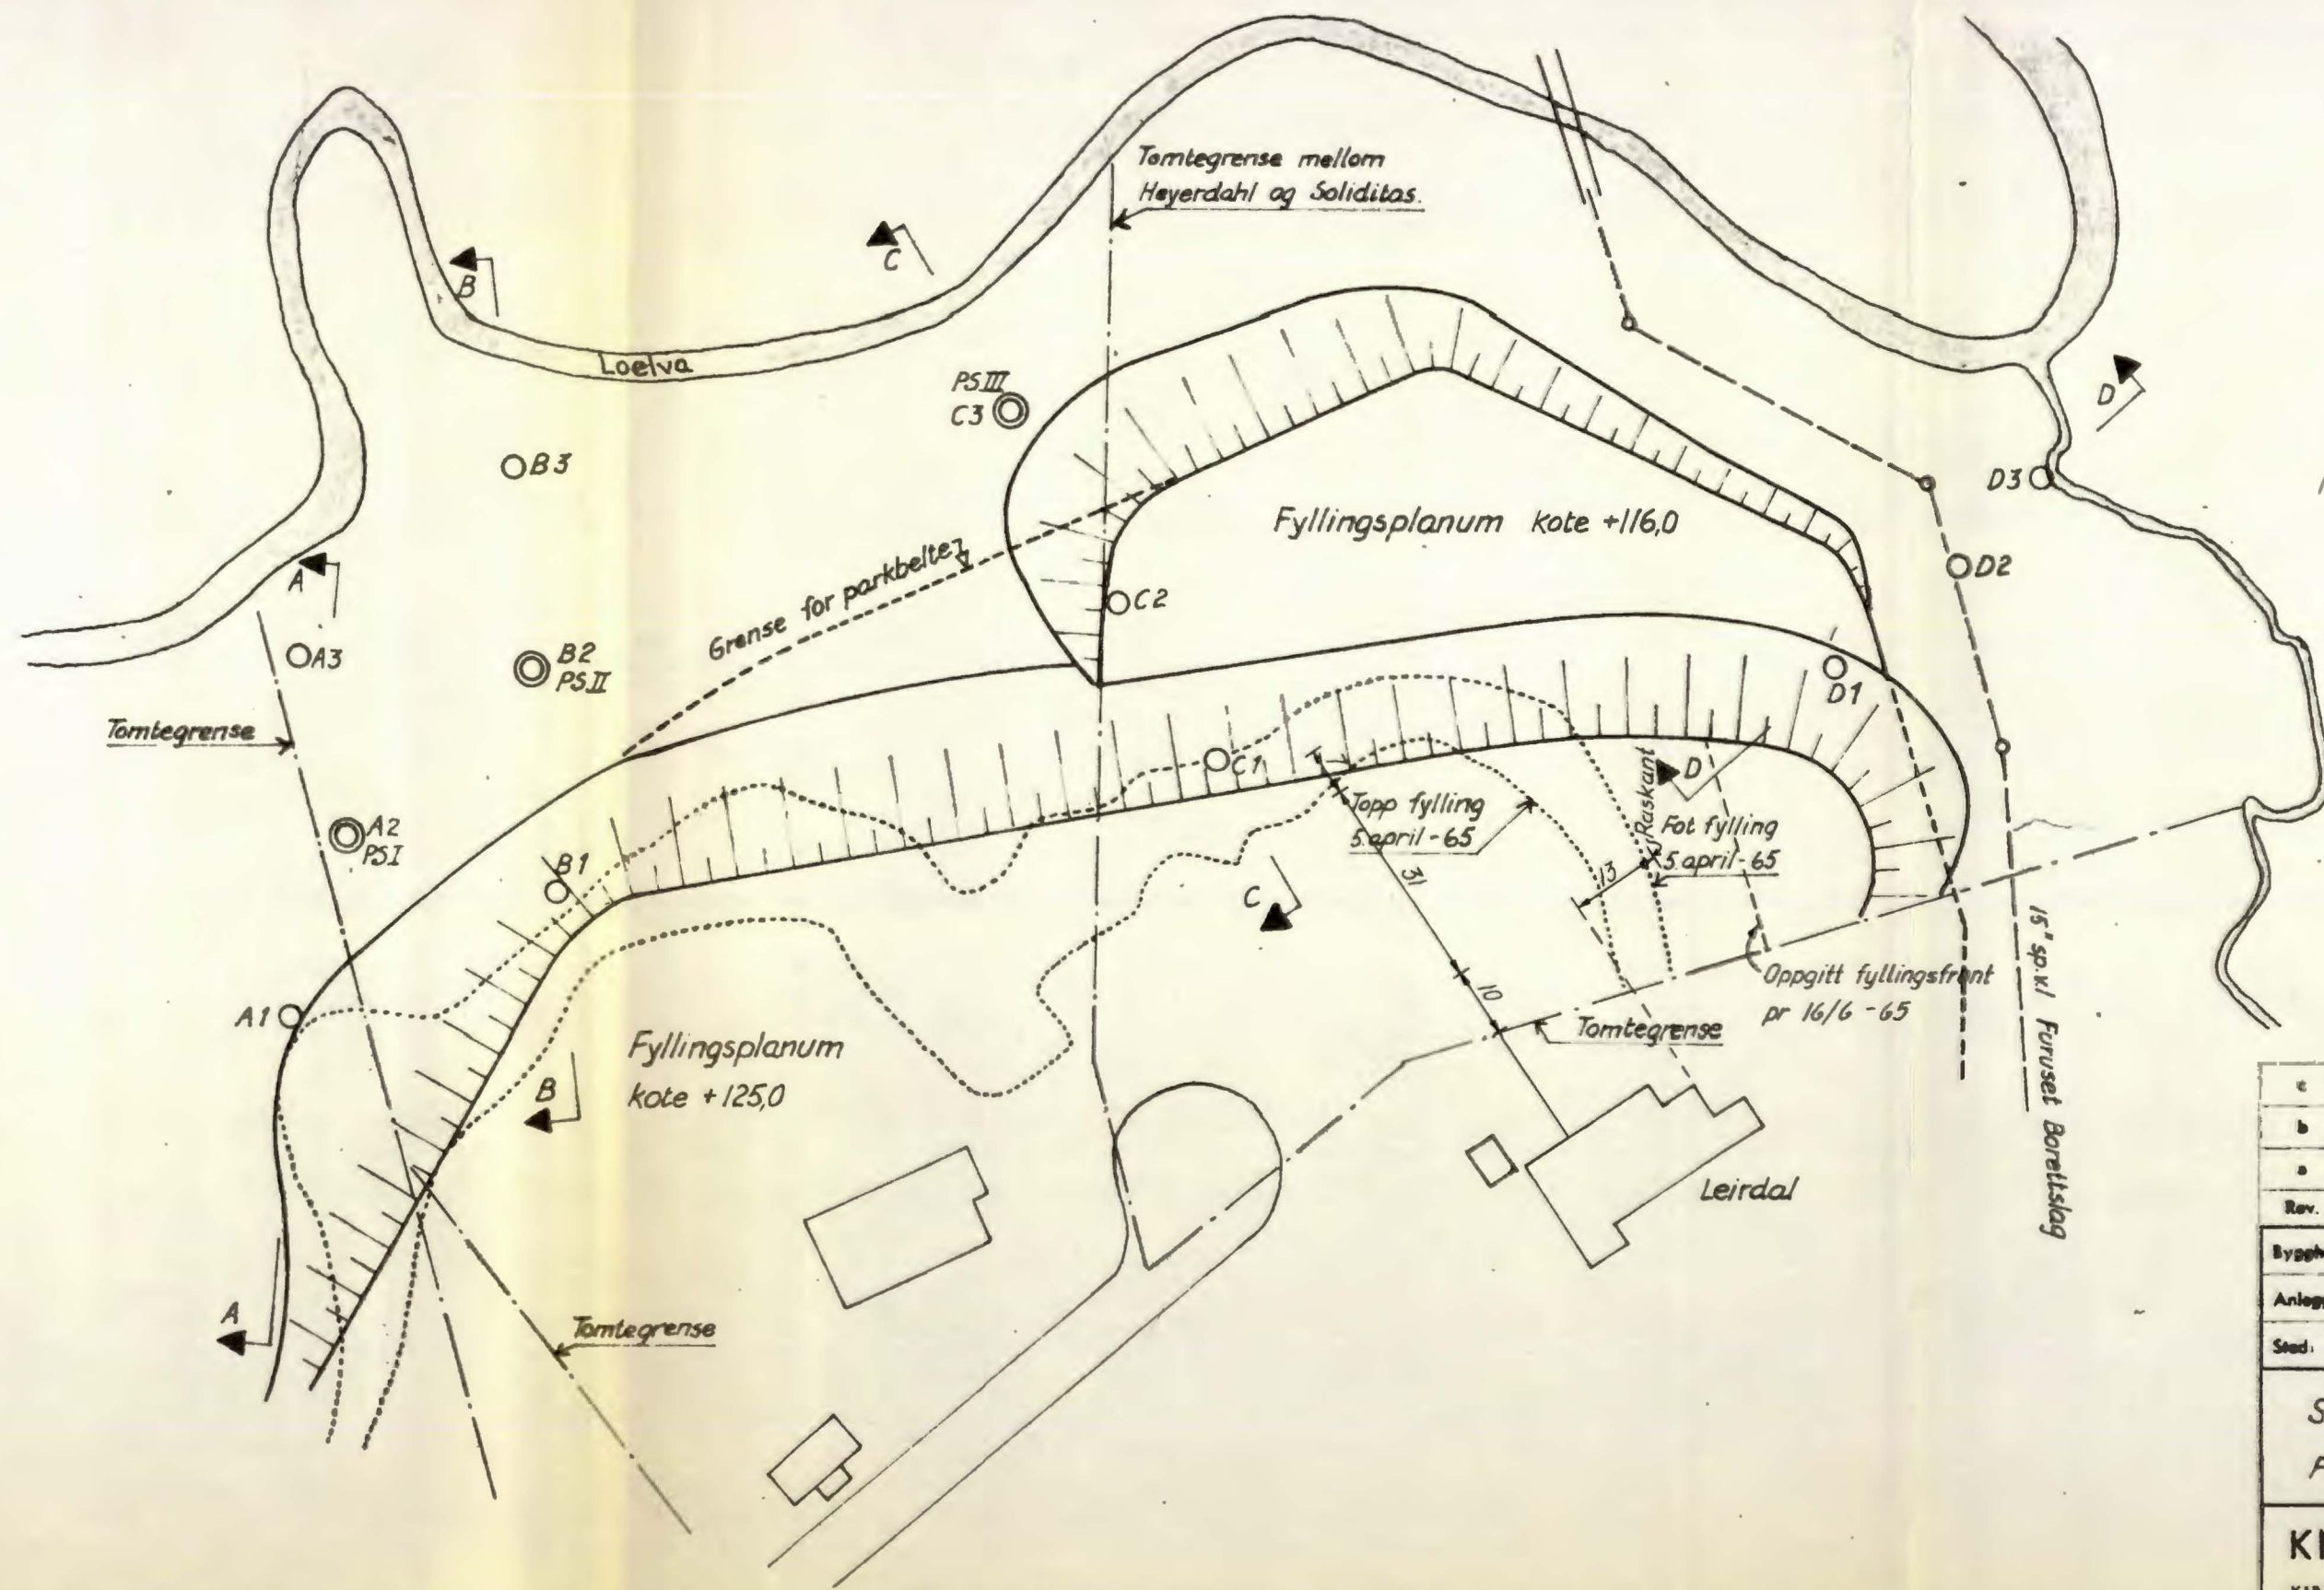 Tomtegrense mellom
Heyerdahl og Soliditas.
C
B
Loelva
PS.III
C3
D
B3
D3
Fyllingsplanum kote +116,0
Grense for parkbelte
D2
A
C2
A3
B2
PS.II
D1
Tomtegrense
C1
7
D
Raskant
Topp fylling
5.april-65
Fot fylling
5.april-65
A2
PS.I
B1
31
13
C
15" sp.v.l Furuset Borettslag
10
Oppgitt fyllingsfront
pr 16/6 -65
A1
Tomtegrense
Fyllingsplanum
kote +125,0
B
Leirdal
A
Tomtegrense
c
b
a
Rev.
Stad:
S
KI